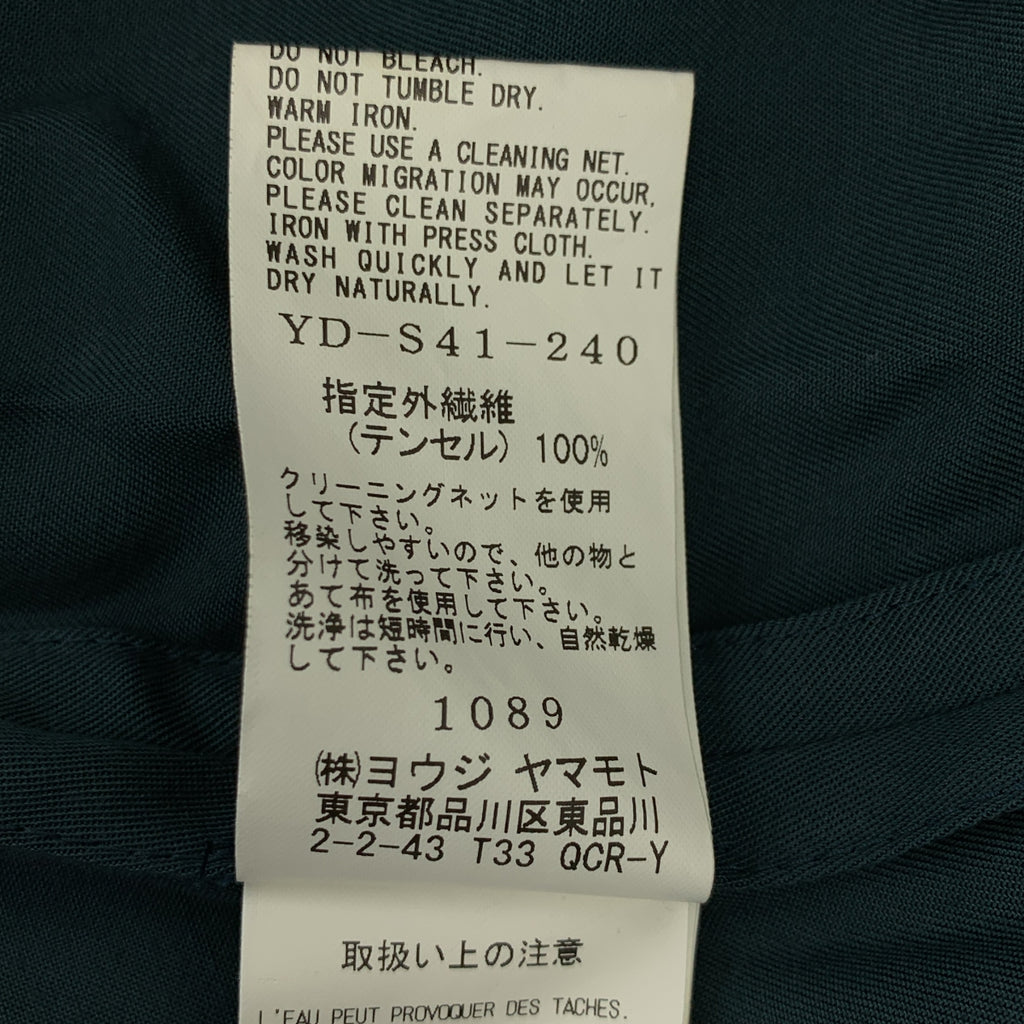 DO NOT BLEACH.
DO NOT TUMBLE DRY.
WARM IRON.
PLEASE USE A CLEANING NET.
COLOR MIGRATION MAY OCCUR,
PLEASE CLEAN SEPARATELY.
IRON WITH PRESS CLOTH.
WASH QUICKLY AND LET IT
DRY NATURALLY.
YD-S41-240
指定外繊維
(テンセル) 100%
クリーニングネットを使用
して下さい。
移染しやすいので、他の物と
分けて洗って下さい。
あて布を使用して下さい。
洗浄は短時間に行い、自然乾燥
して下さい。
1089
㈱ヨウジ ヤマモト
東京都品川区東品川
2-2-43 T33 QCR-Y
取扱い上の注意
L'EAU PEUT PROVOQUER DES TACHES.